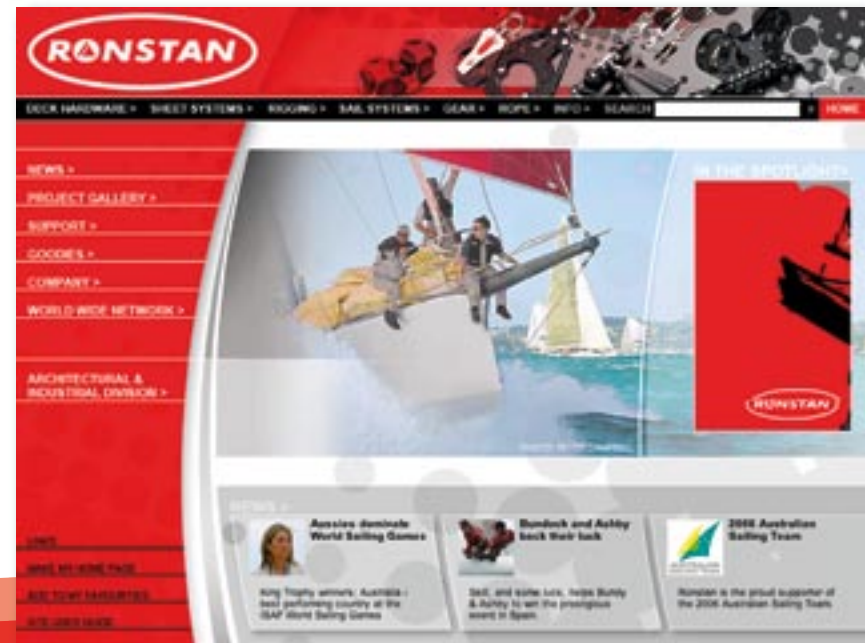 RONSTAN
DECK HARDWARE > SHEET SYSTEMS > RIGGING > SAIL SYSTEMS > GEAR > ROPE > INFO > SEARCH > HOME
NEWS >
PROJECT GALLERY >
SUPPORT >
GOODIES >
COMPANY >
WORLD WIDE NETWORK >
ARCHITECTURAL &
INDUSTRIAL DIVISION >
LINKS
MAKE MY HOME PAGE
ADD TO MY FAVOURITES
SITE USER GUIDE
IN THE SPOTLIGHT >
RONSTAN
NEWS >
Aussies dominate
World Sailing Games
King Trophy winners: Australia
best performing country at the
ISAF World Sailing Games
Bundock and Ashby
back their luck
Skill, and some luck, helps Bundy
& Ashby to win the prestigious
event in Spain
2006 Australian
Sailing Team
Ronstan is the proud supporter of
the 2006 Australian Sailing Team